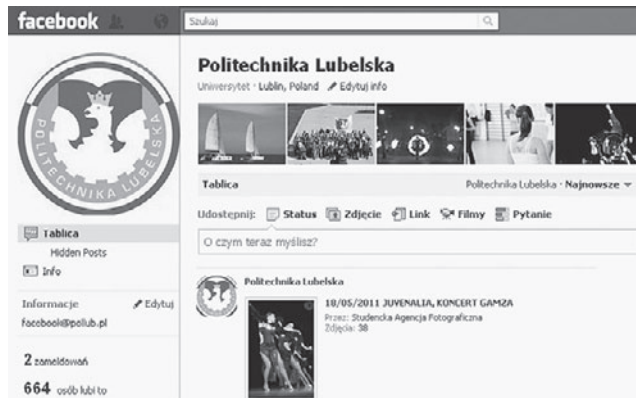 facebook
Szukaj
POLITECHNIKA LUBELSKA
Politechnika Lubelska
Uniwersytet · Lublin, Poland Edytuj info
Tablica
Politechnika Lubelska · Najnowsze
Udostępnij: Status Zdjęcie Link Filmy Pytanie
O czym teraz myślisz?
Tablica
Hidden Posts
Info
Informacje Edytuj
facebook@pollub.pl
2 zameldowań
664 osób lubi to
Politechnika Lubelska
18/05/2011 JUVENALIA, KONCERT GAMZA
Przez: Studencka Agencja Fotograficzna
Zdjęcia: 38